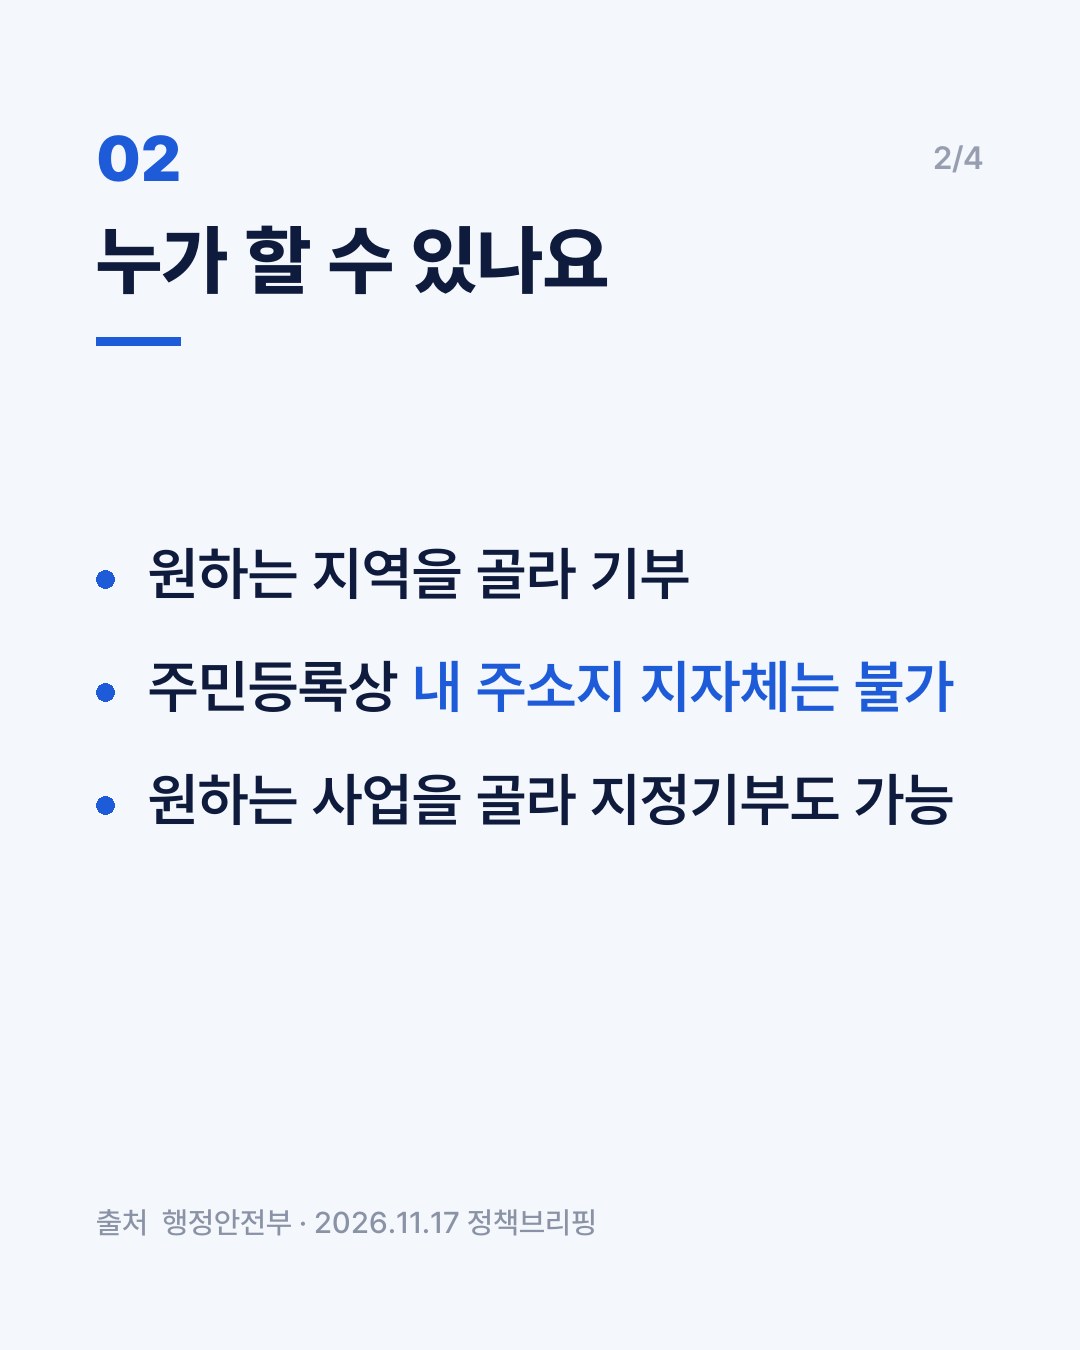 02
2/4
누가 할 수 있나요
• 원하는 지역을 골라 기부
• 주민등록상 내 주소지 지자체는 불가
• 원하는 사업을 골라 지정기부도 가능
출처 행정안전부 · 2026.11.17 정책브리핑